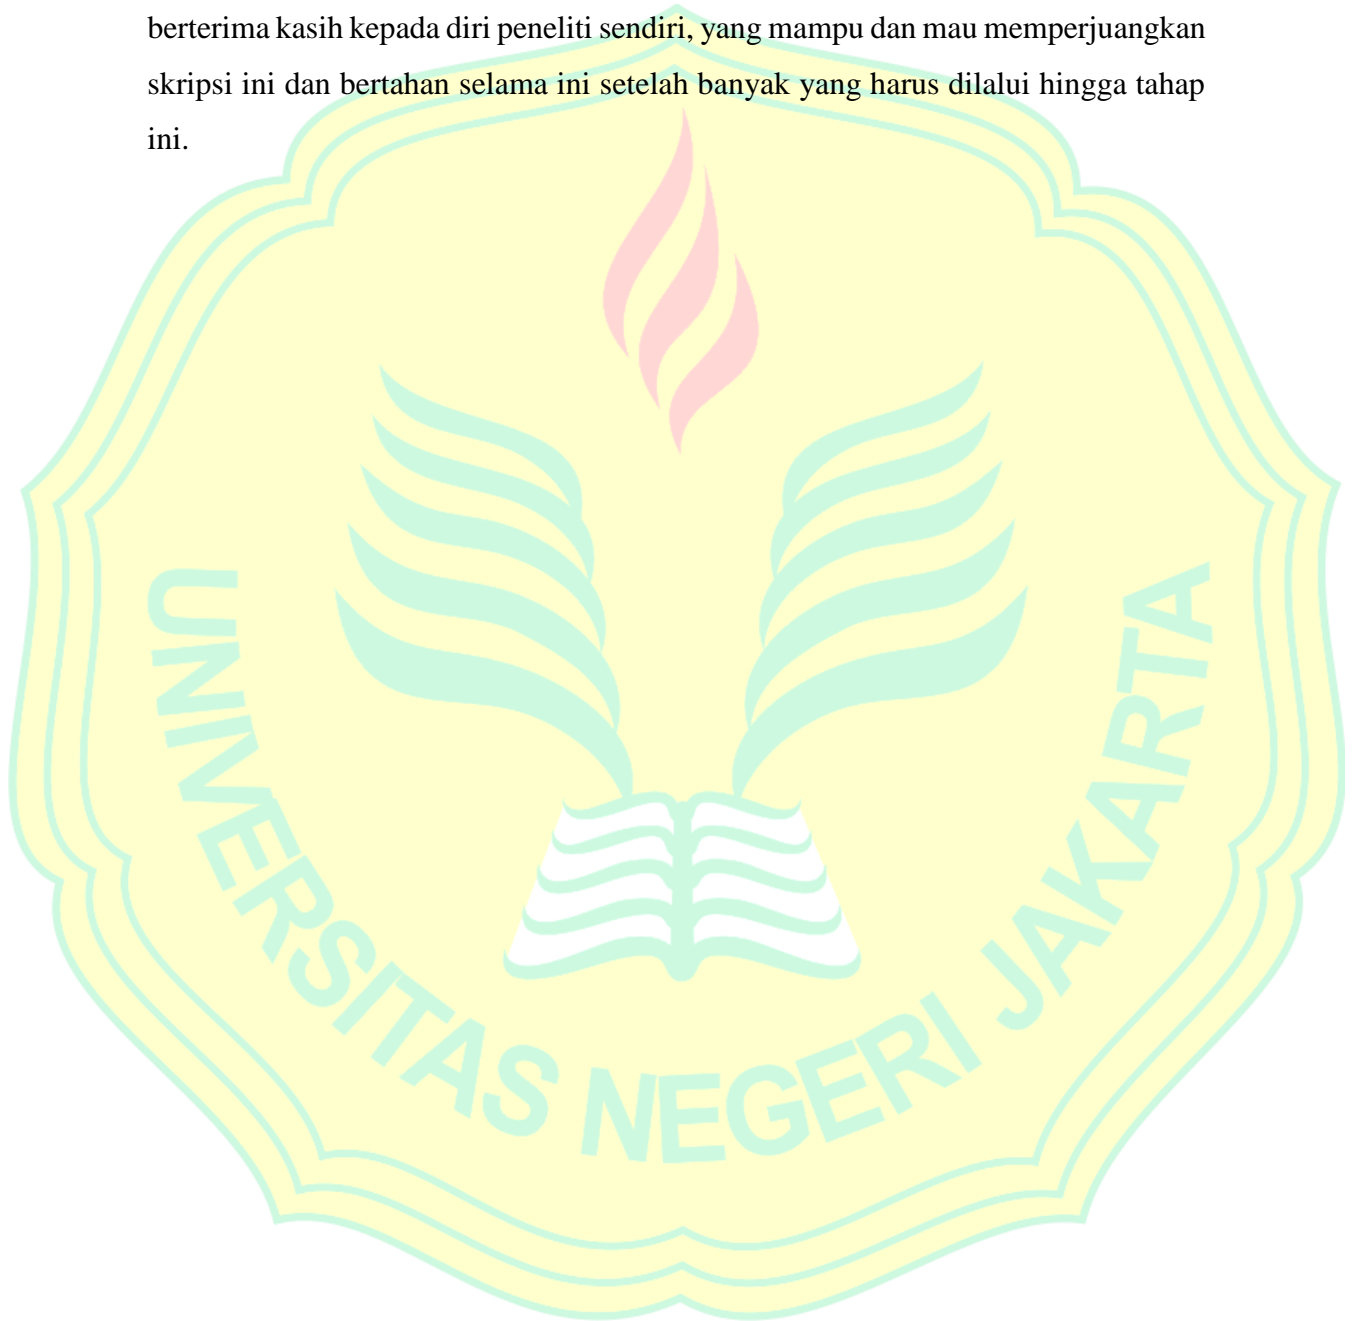 berterima kasih kepada diri peneliti sendiri, yang mampu dan mau memperjuangkan
skripsi ini dan bertahan selama ini setelah banyak yang harus dilalui hingga tahap
ini.
UNIVERSITAS NEGERI JAKARTA